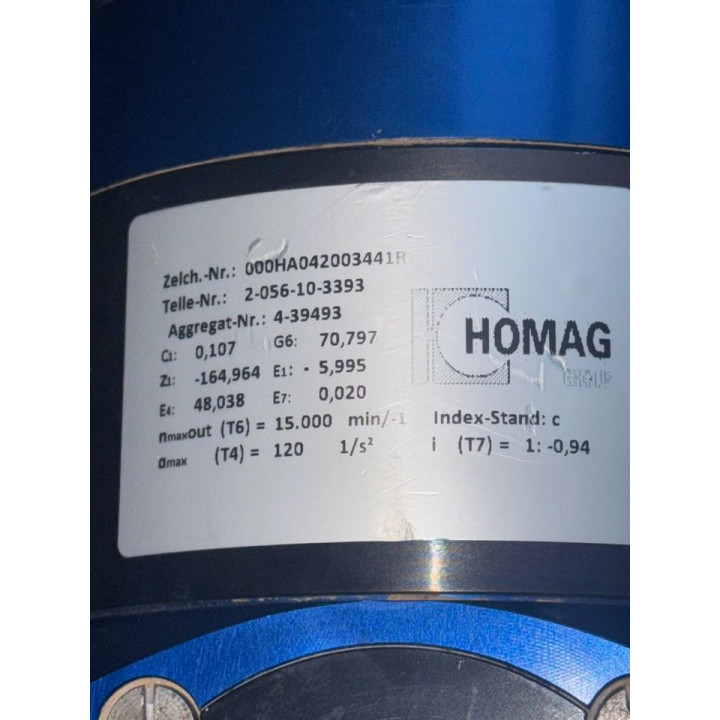 Zeich.-Nr.: 000HA042003441R
Teile-Nr.: 2-056-10-3393
Aggregat-Nr.: 4-39493
C1: 0,107 G6: 70,797
Z1: -164,964 E1: - 5,995
E4: 48,038 E7: 0,020
nmaxout (T6) = 15.000 min/-1 Index-Stand: c
αmax (T4) = 120 1/s² i (T7) = 1: -0,94
HOMAG
GROUP